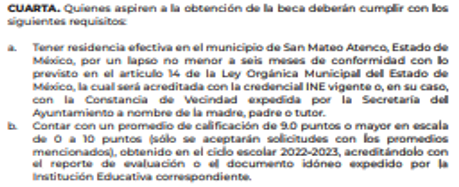 CUARTA. Quienes aspiren a la obtención de la beca deberán cumplir con los
siguientes requisitos:
a. Tener residencia efectiva en el municipio de San Mateo Atenco, Estado de
México, por un lapso no menor a seis meses de conformidad con lo
previsto en el artículo 14 de la Ley Orgánica Municipal del Estado de
México, la cual será acreditada con la credencial INE vigente o, en su caso,
con la Constancia de Vecindad expedida por la Secretaría del
Ayuntamiento a nombre de la madre, padre o tutor.
b. Contar con un promedio de calificación de 9.0 puntos o mayor en escala
de 0 a 10 puntos (sólo se aceptarán solicitudes con los promedios
mencionados), obtenido en el ciclo escolar 2022-2023, acreditándolo con
el reporte de evaluación o el documento idóneo expedido por la
Institución Educativa correspondiente.